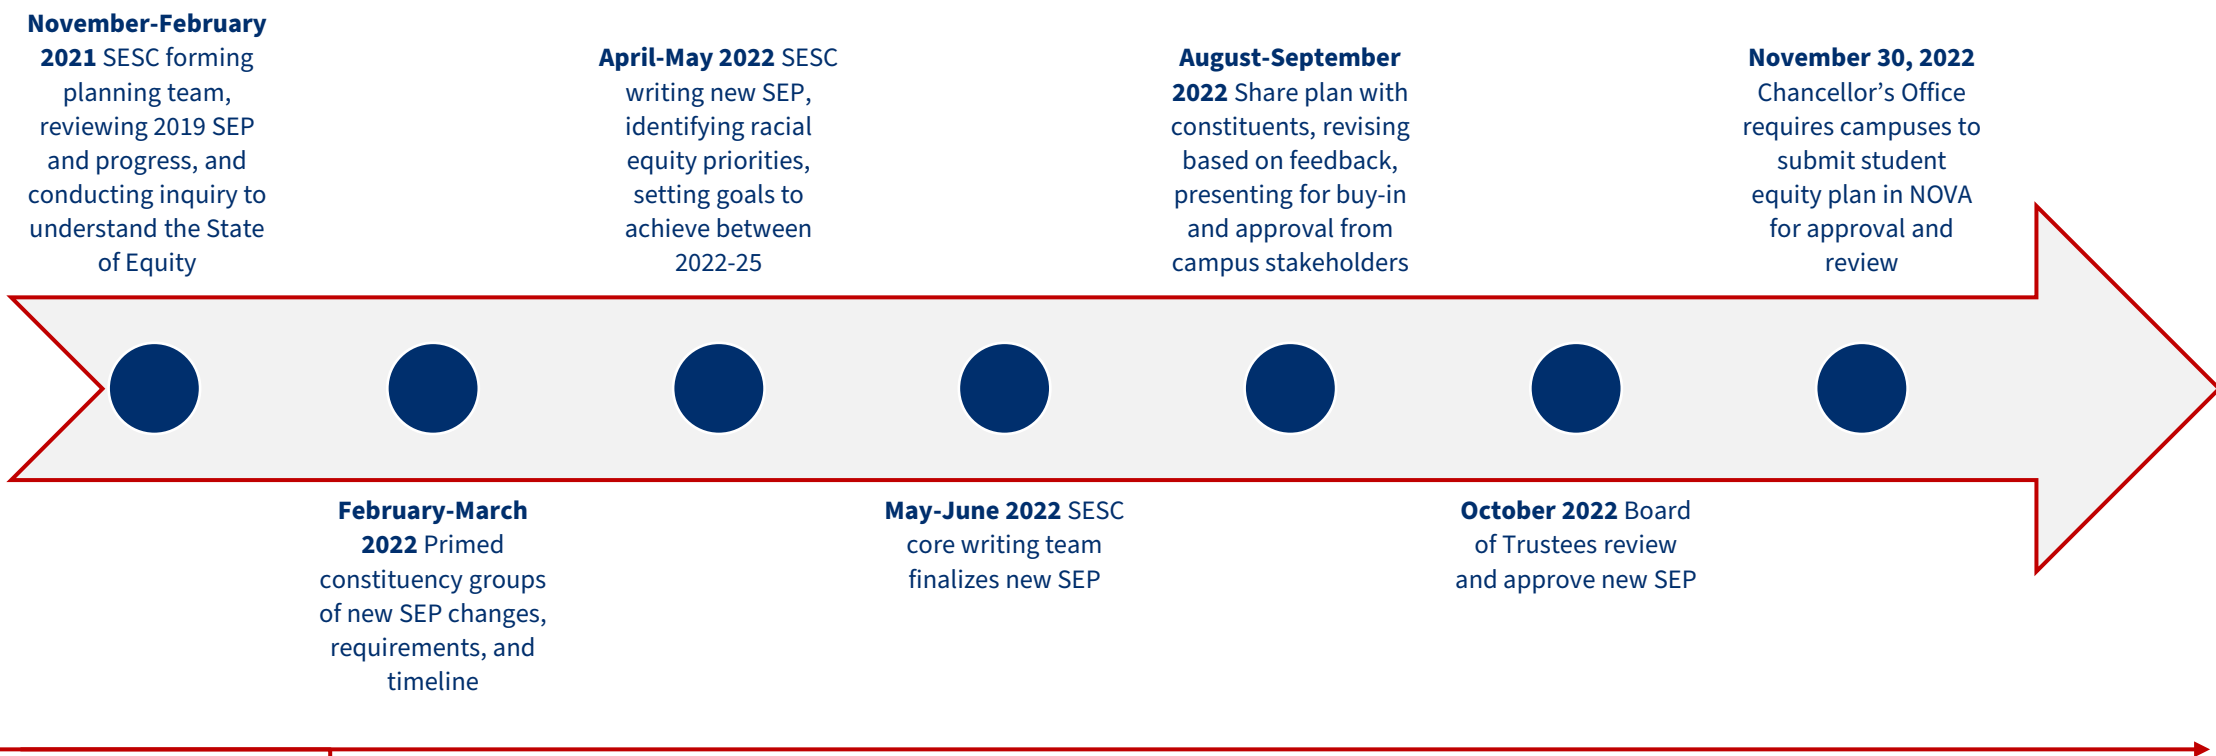 November-February
2021 SESC forming
planning team,
reviewing 2019 SEP
and progress, and
conducting inquiry to
understand the State
of Equity
February-March
2022 Primed
constituency groups
of new SEP changes,
requirements, and
timeline
April-May 2022 SESC
writing new SEP,
identifying racial
equity priorities,
setting goals to
achieve between
2022-25
May-June 2022 SESC
core writing team
finalizes new SEP
August-September
2022 Share plan with
constituents, revising
based on feedback,
presenting for buy-in
and approval from
campus stakeholders
October 2022 Board
of Trustees review
and approve new SEP
November 30, 2022
Chancellor’s Office
requires campuses to
submit student
equity plan in NOVA
for approval and
review